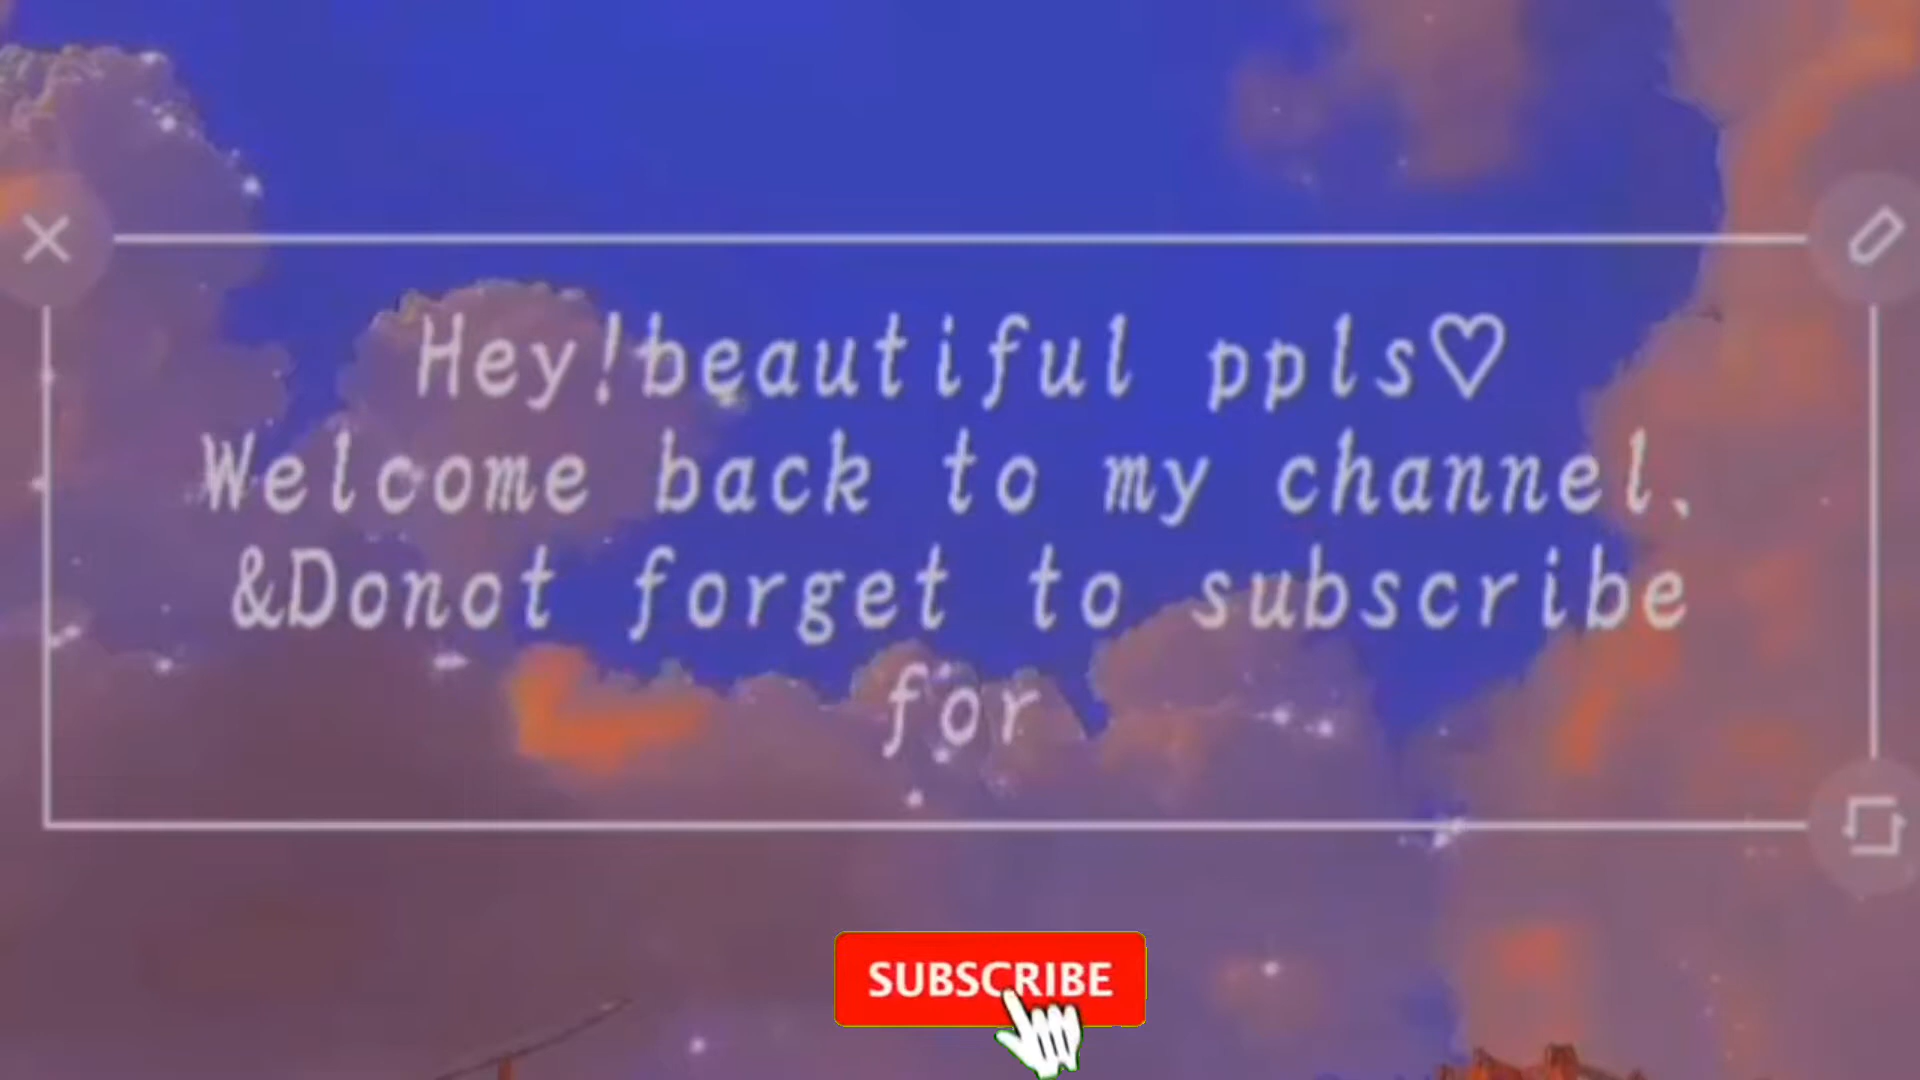 Hey!beautiful ppls♡
Welcome back to my channel、
&Donot forget to subscribe
for
SUBSCRIBE